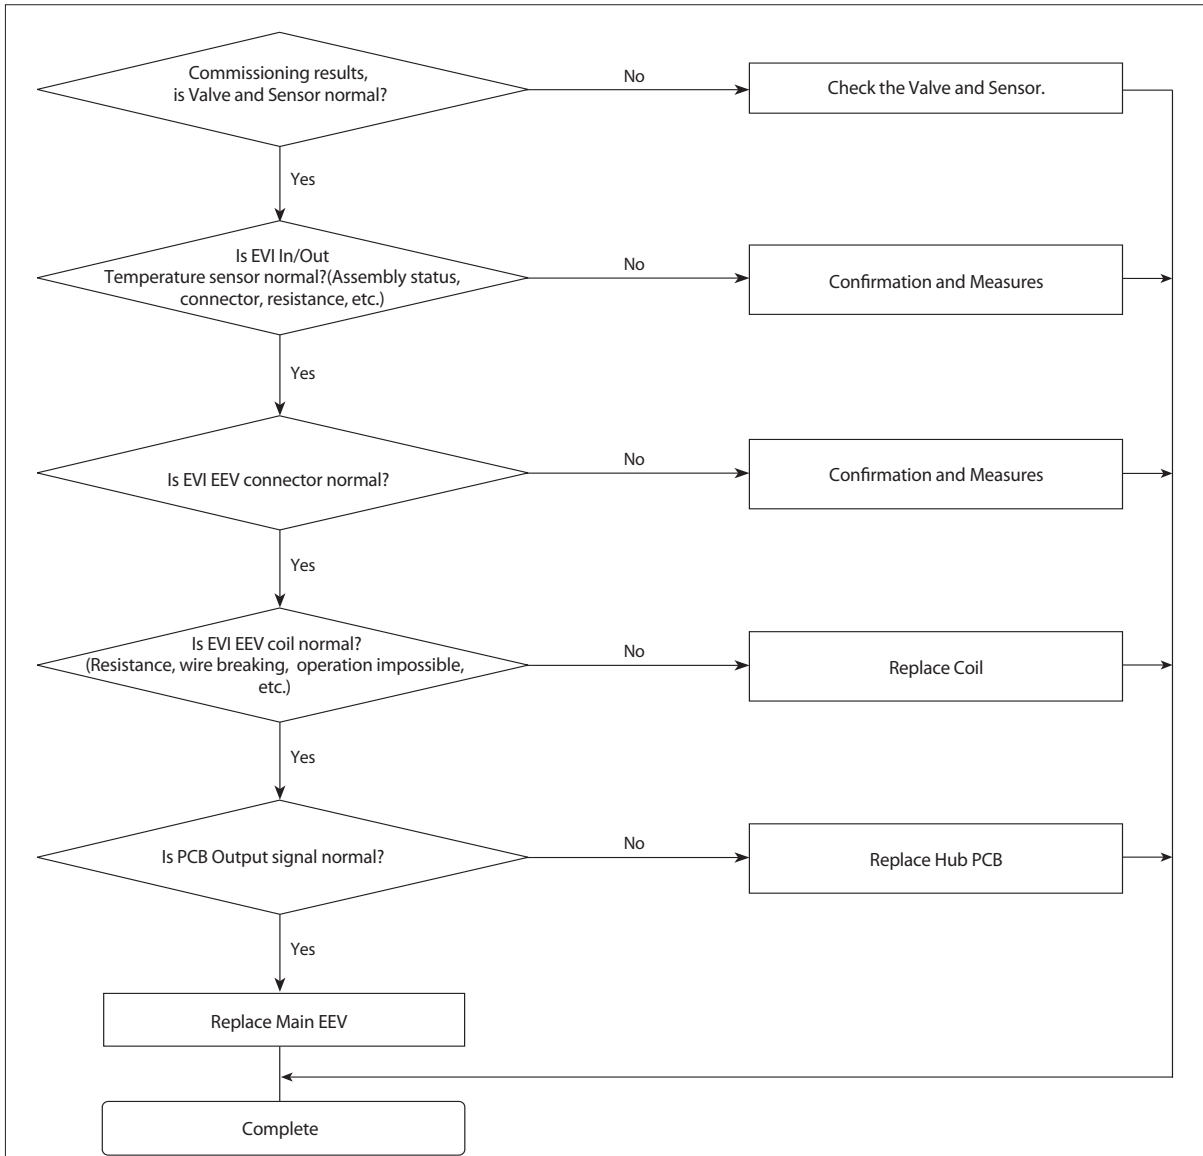 Commissioning results,
is Valve and Sensor normal?
No
Check the Valve and Sensor.
Yes
Is EVI In/Out
Temperature sensor normal?(Assembly status,
connector, resistance, etc.)
No
Confirmation and Measures
Yes
Is EVI EEV connector normal?
No
Confirmation and Measures
Yes
Is EVI EEV coil normal?
(Resistance, wire breaking,  operation impossible,
etc.)
No
Replace Coil
Yes
Is PCB Output signal normal?
No
Replace Hub PCB
Yes
Replace Main EEV
Complete